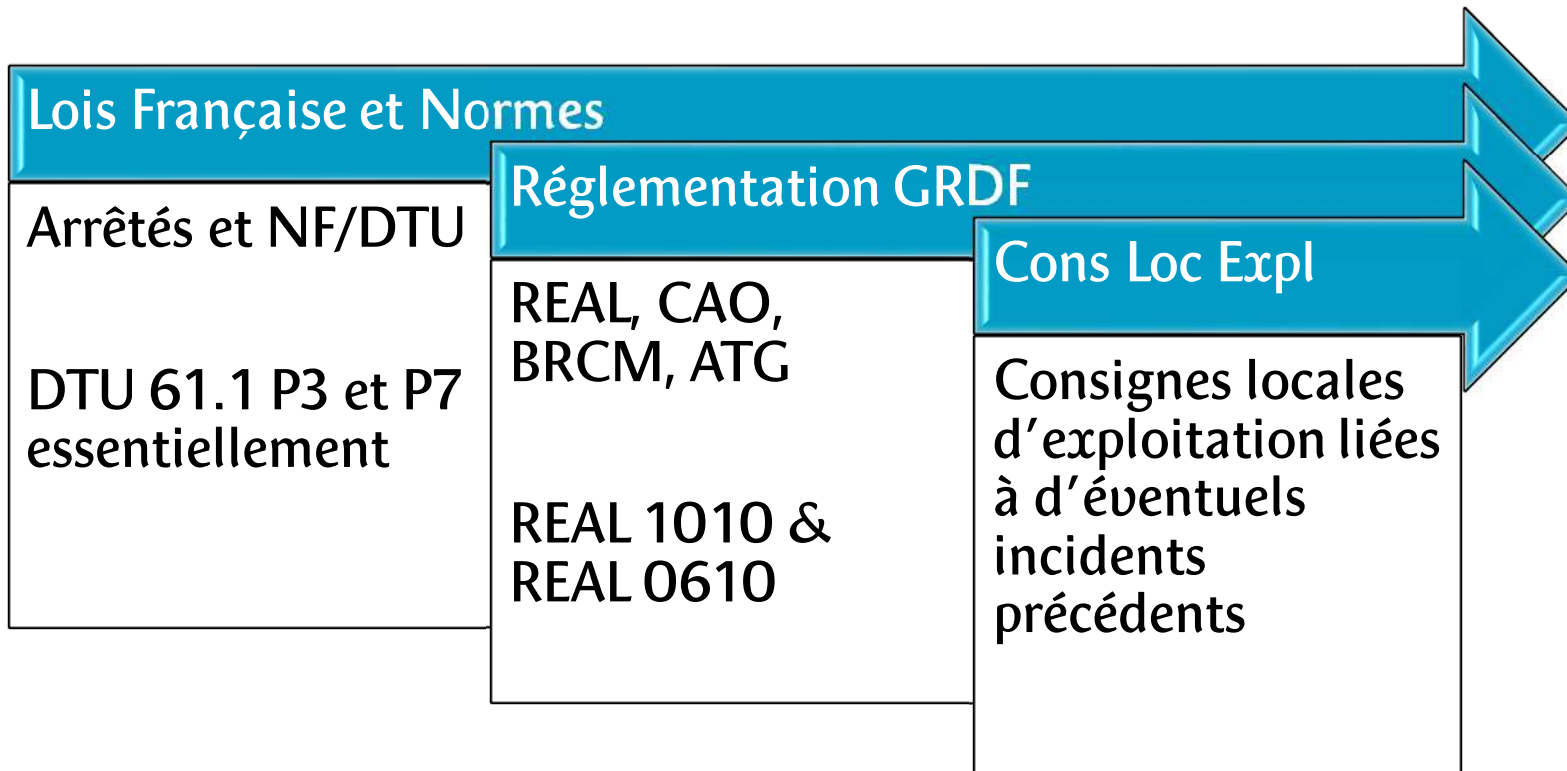 Lois Française et Normes
Arrêtés et NF/DTU
DTU 61.1 P3 et P7
essentiellement
Réglementation GRDF
REAL, CAO,
BRCM, ATG
REAL 1010 &
REAL 0610
Cons Loc Expl
Consignes locales
d'exploitation liées
à d'éventuels
incidents
précédents